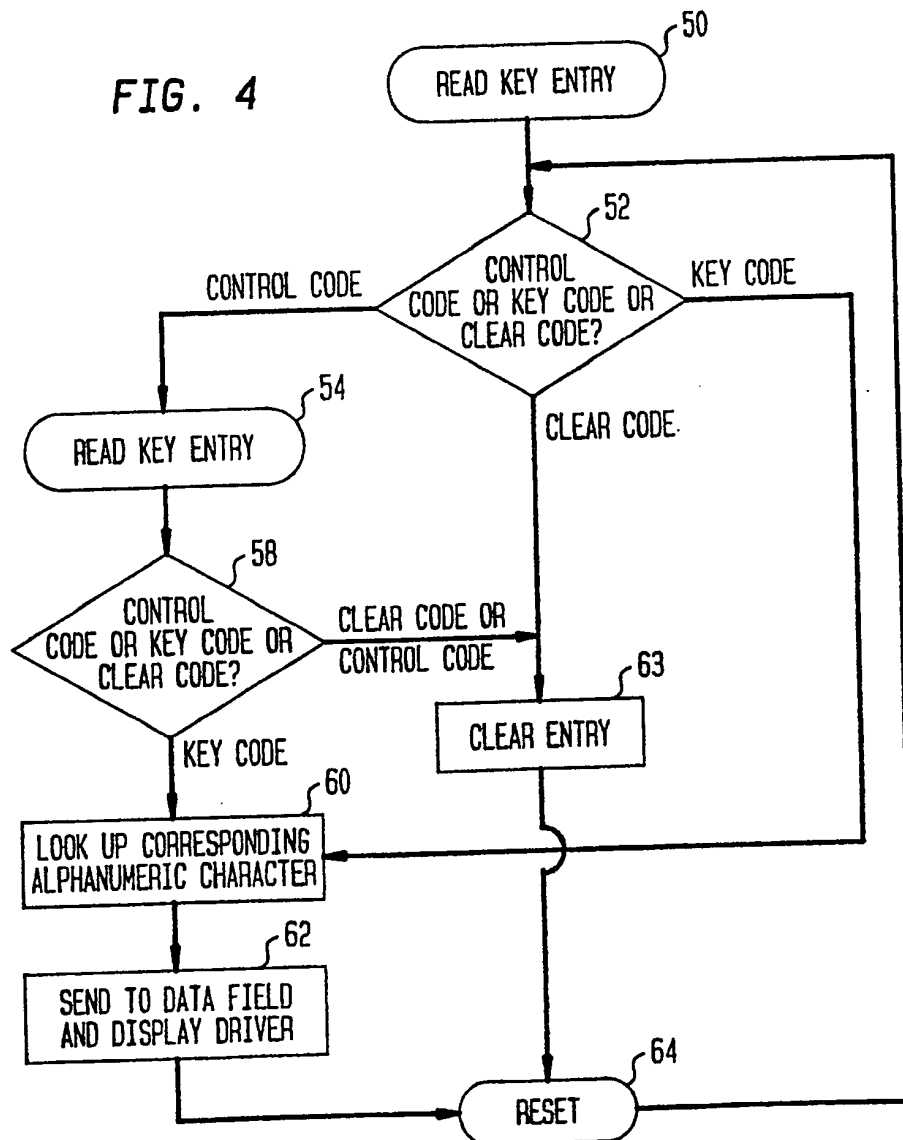 FIG. 4
50
READ KEY ENTRY
52
CONTROL
CODE OR KEY CODE OR
CLEAR CODE?
CONTROL CODE
KEY CODE
CLEAR CODE
54
READ KEY ENTRY
58
CONTROL
CODE OR KEY CODE OR
CLEAR CODE?
CLEAR CODE OR
CONTROL CODE
KEY CODE
63
CLEAR ENTRY
60
LOOK UP CORRESPONDING
ALPHANUMERIC CHARACTER
62
SEND TO DATA FIELD
AND DISPLAY DRIVER
64
RESET